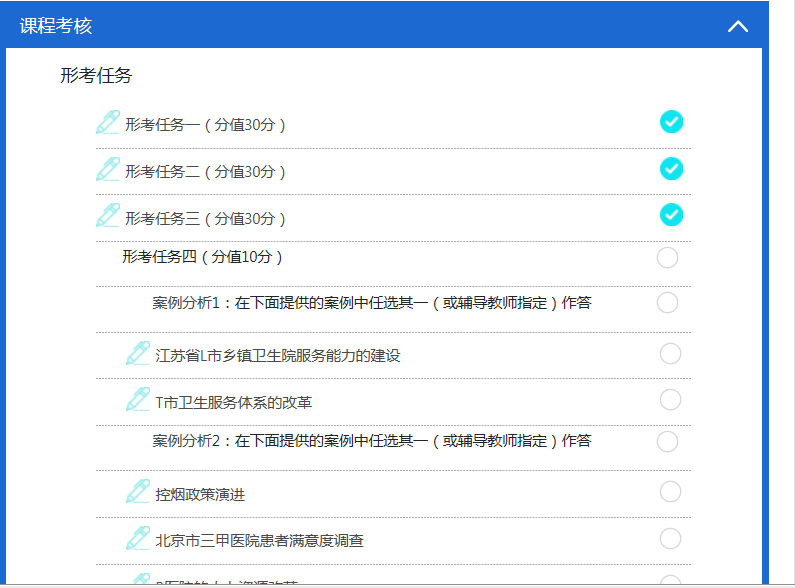 课程考核
形考任务
形考任务一（分值30分）
形考任务二（分值30分）
形考任务三（分值30分）
形考任务四（分值10分）
案例分析1：在下面提供的案例中任选其一（或辅导教师指定）作答
江苏省L市乡镇卫生院服务能力的建设
T市卫生服务体系的改革
案例分析2：在下面提供的案例中任选其一（或辅导教师指定）作答
控烟政策演进
北京市三甲医院患者满意度调查